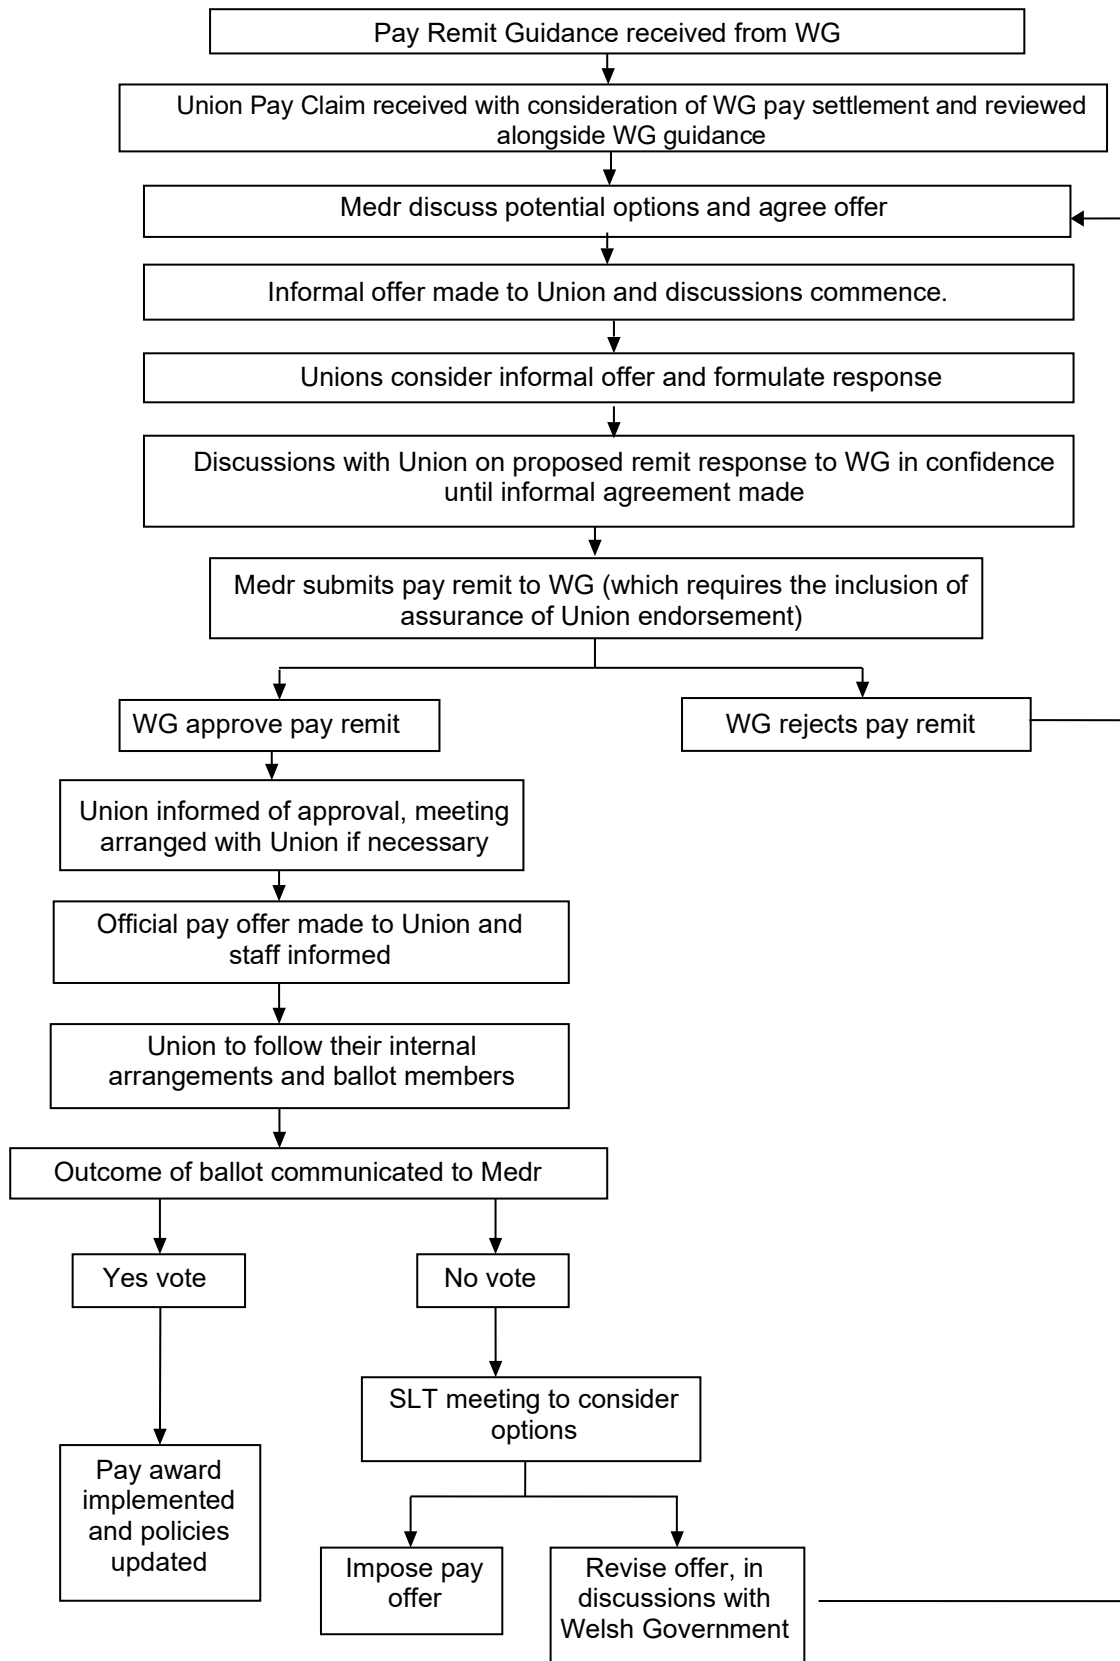 Pay Remit Guidance received from WG
Union Pay Claim received with consideration of WG pay settlement and reviewed
alongside WG guidance
Medr discuss potential options and agree offer
Informal offer made to Union and discussions commence.
Unions consider informal offer and formulate response
Discussions with Union on proposed remit response to WG in confidence
until informal agreement made
Medr submits pay remit to WG (which requires the inclusion of
assurance of Union endorsement)
WG approve pay remit
WG rejects pay remit
Union informed of approval, meeting
arranged with Union if necessary
Official pay offer made to Union and
staff informed
Union to follow their internal
arrangements and ballot members
Outcome of ballot communicated to Medr
Yes vote
No vote
SLT meeting to consider
options
Pay award
implemented
and policies
updated
Impose pay
offer
Revise offer, in
discussions with
Welsh Government